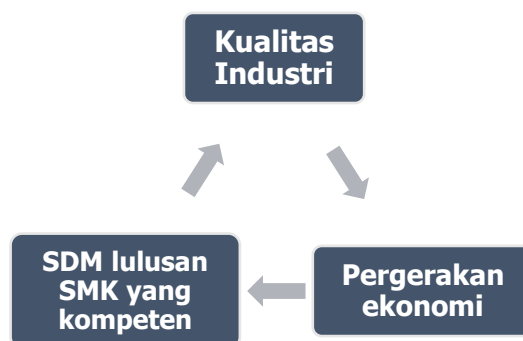 Kualitas
Industri
SDM lulusan
SMK yang
kompeten
Pergerakan
ekonomi